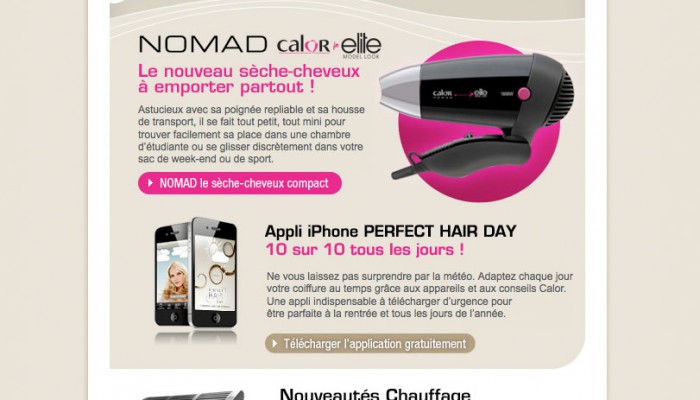 NOMAD calor by elite
MODEL LOOK
Le nouveau sèche-cheveux
à emporter partout !
Astucieux avec sa poignée repliable et sa housse
de transport, il se fait tout petit, tout mini pour
trouver facilement sa place dans une chambre
d'étudiante ou se glisser discrètement dans votre
sac de week-end ou de sport.
NOMAD le sèche-cheveux compact
calor elite
Appli iPhone PERFECT HAIR DAY
10 sur 10 tous les jours !
Ne vous laissez pas surprendre par la météo. Adaptez chaque jour
votre coiffure au temps grâce aux appareils et aux conseils Calor.
Une appli indispensable à télécharger d'urgence pour
être parfaite à la rentrée et tous les jours de l'année.
Télécharger l'application gratuitement
Nouveautés Chauffage